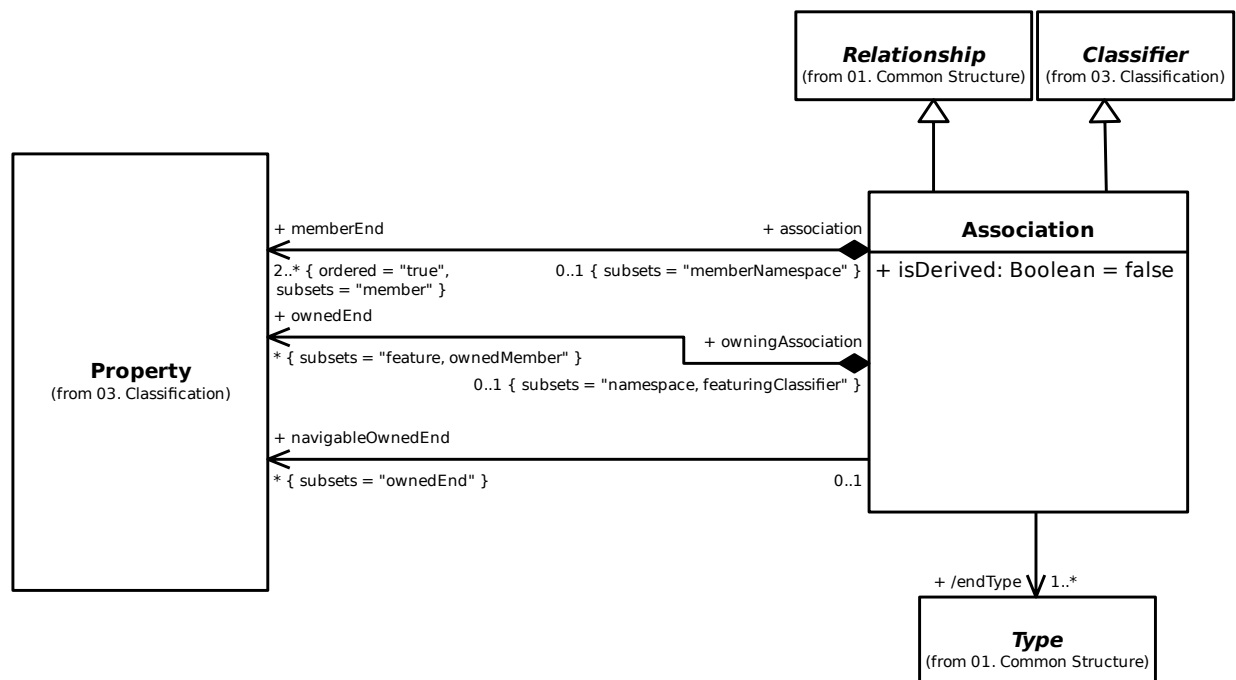 Relationship
(from 01. Common Structure)
Classifier
(from 03. Classification)
Property
(from 03. Classification)
Association
+ isDerived: Boolean = false
+ memberEnd
2..* { ordered = "true",
subsets = "member" }
+ association
0..1 { subsets = "memberNamespace" }
+ ownedEnd
* { subsets = "feature, ownedMember" }
+ owningAssociation
0..1 { subsets = "namespace, featuringClassifier" }
+ navigableOwnedEnd
* { subsets = "ownedEnd" }
0..1
+ /endType
1..*
Type
(from 01. Common Structure)